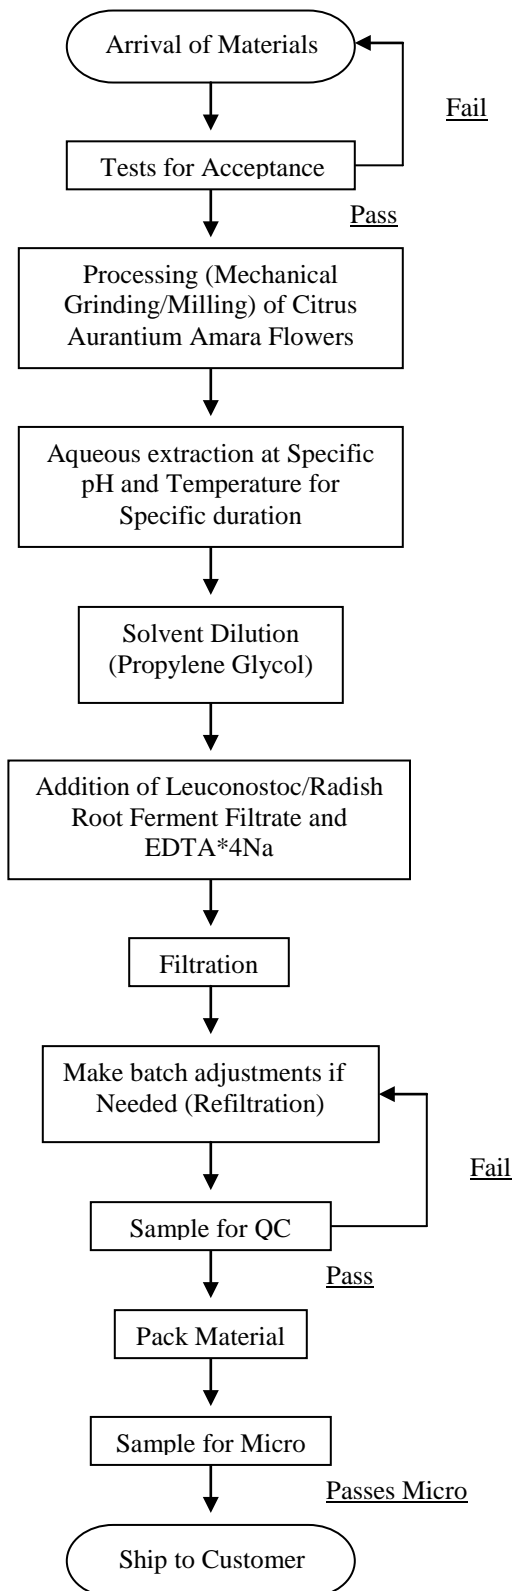 Arrival of Materials
Fail
Tests for Acceptance
Pass
Processing (Mechanical
Grinding/Milling) of Citrus
Aurantium Amara Flowers
Aqueous extraction at Specific
pH and Temperature for
Specific duration
Solvent Dilution
(Propylene Glycol)
Addition of Leuconostoc/Radish
Root Ferment Filtrate and
EDTA*4Na
Filtration
Make batch adjustments if
Needed (Refiltration)
Fail
Sample for QC
Pass
Pack Material
Sample for Micro
Passes Micro
Ship to Customer